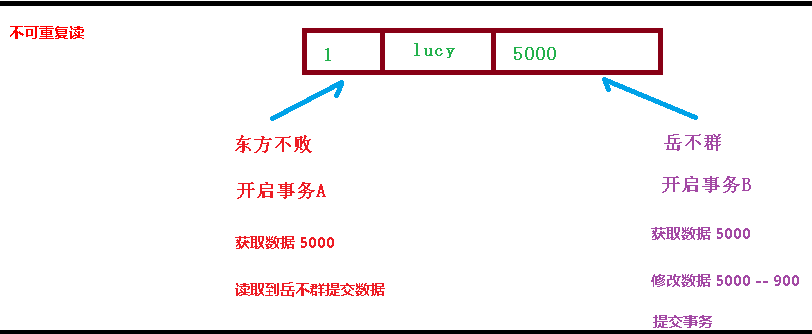 不可重复读
1 lucy 5000
东方不败
开启事务A
获取数据 5000
读取到岳不群提交数据
岳不群
开启事务B
获取数据 5000
修改数据 5000 -- 900
提交事务